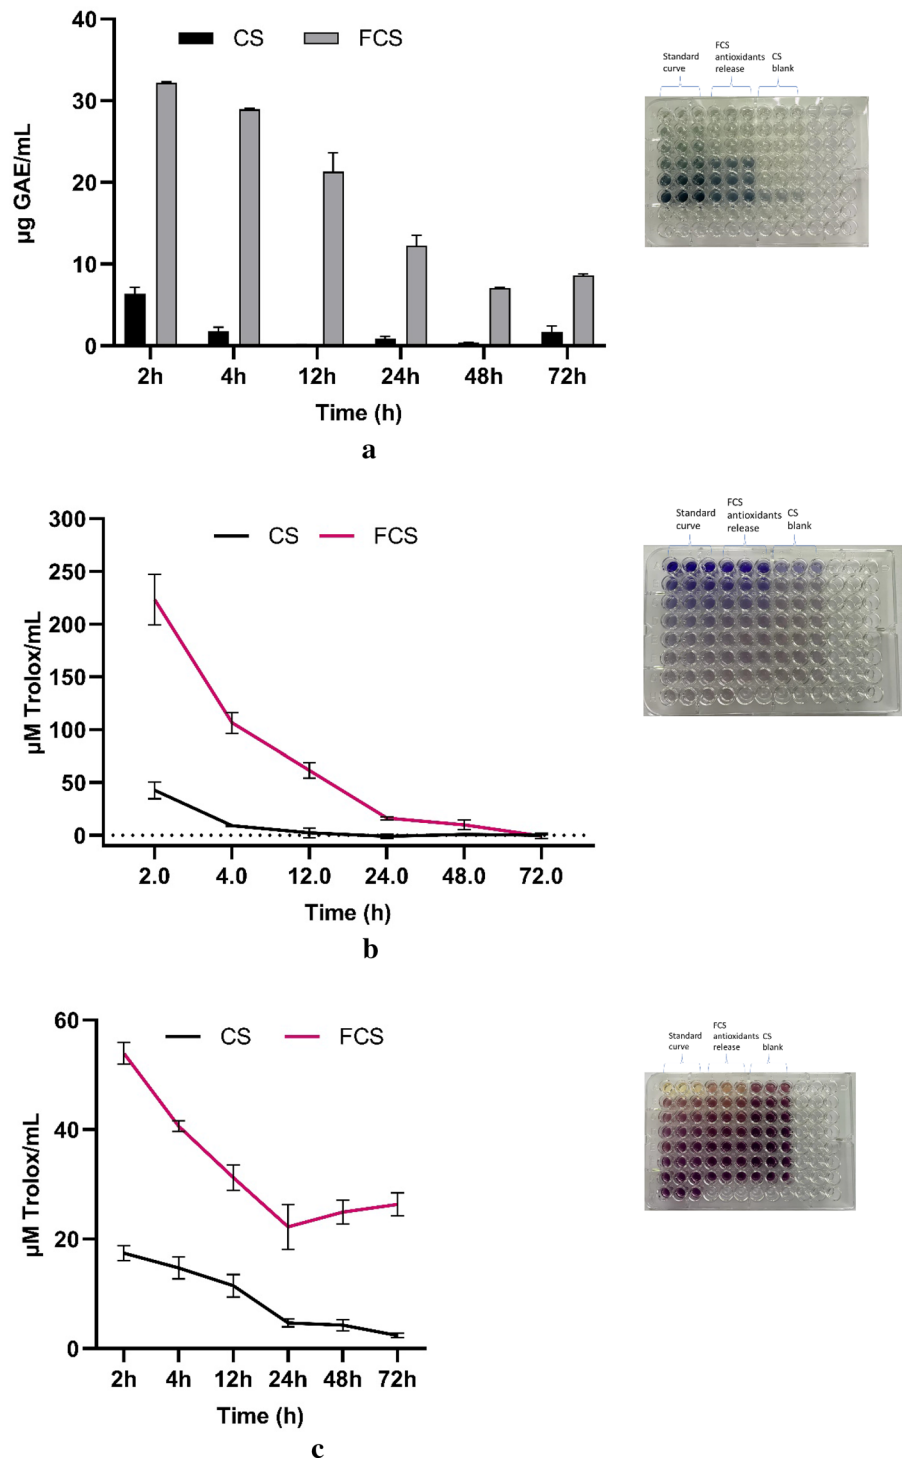 40
CS FCS
30
20
10
0
µg GAE/mL
2h 4h 12h 24h 48h 72h
Time (h)
a
Standard
curve
FCS
antioxidants
release
CS
blank
300
CS FCS
250
200
150
100
50
0
µM Trolox/mL
2.0 4.0 12.0 24.0 48.0 72.0
Time (h)
b
Standard
curve
FCS
antioxidants
release
CS
blank
60
CS FCS
40
20
0
µM Trolox/mL
2h 4h 12h 24h 48h 72h
Time (h)
c
Standard
curve
FCS
antioxidants
release
CS
blank